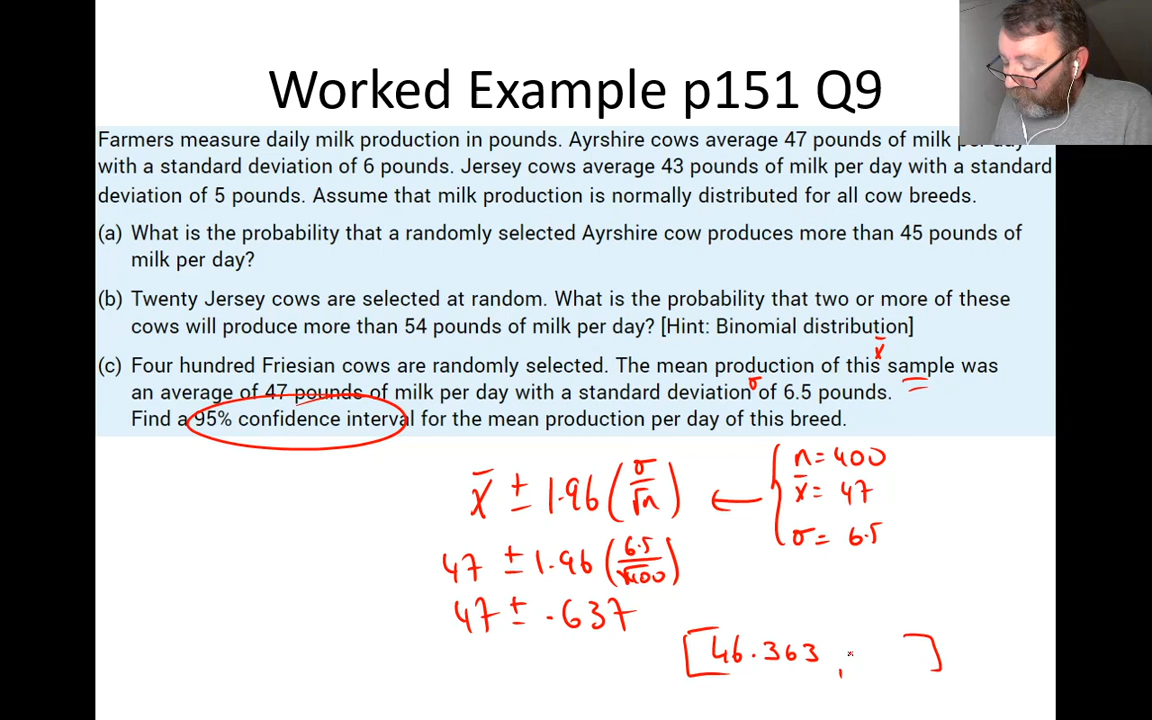 Worked Example p151 Q9
Farmers measure daily milk production in pounds. Ayrshire cows average 47 pounds of milk per day
with a standard deviation of 6 pounds. Jersey cows average 43 pounds of milk per day with a standard
deviation of 5 pounds. Assume that milk production is normally distributed for all cow breeds.
(a) What is the probability that a randomly selected Ayrshire cow produces more than 45 pounds of
milk per day?
(b) Twenty Jersey cows are selected at random. What is the probability that two or more of these
cows will produce more than 54 pounds of milk per day? [Hint: Binomial distribution]
x̄
(c) Four hundred Friesian cows are randomly selected. The mean production of this sample was
σ
an average of 47 pounds of milk per day with a standard deviation of 6.5 pounds.
Find a 95% confidence interval for the mean production per day of this breed.
n = 400
x̄ ± 1.96 (σ/√n) ← x̄ = 47
σ = 6.5
47 ± 1.96 (6.5/√400)
47 ± .637
[46.363 , ]